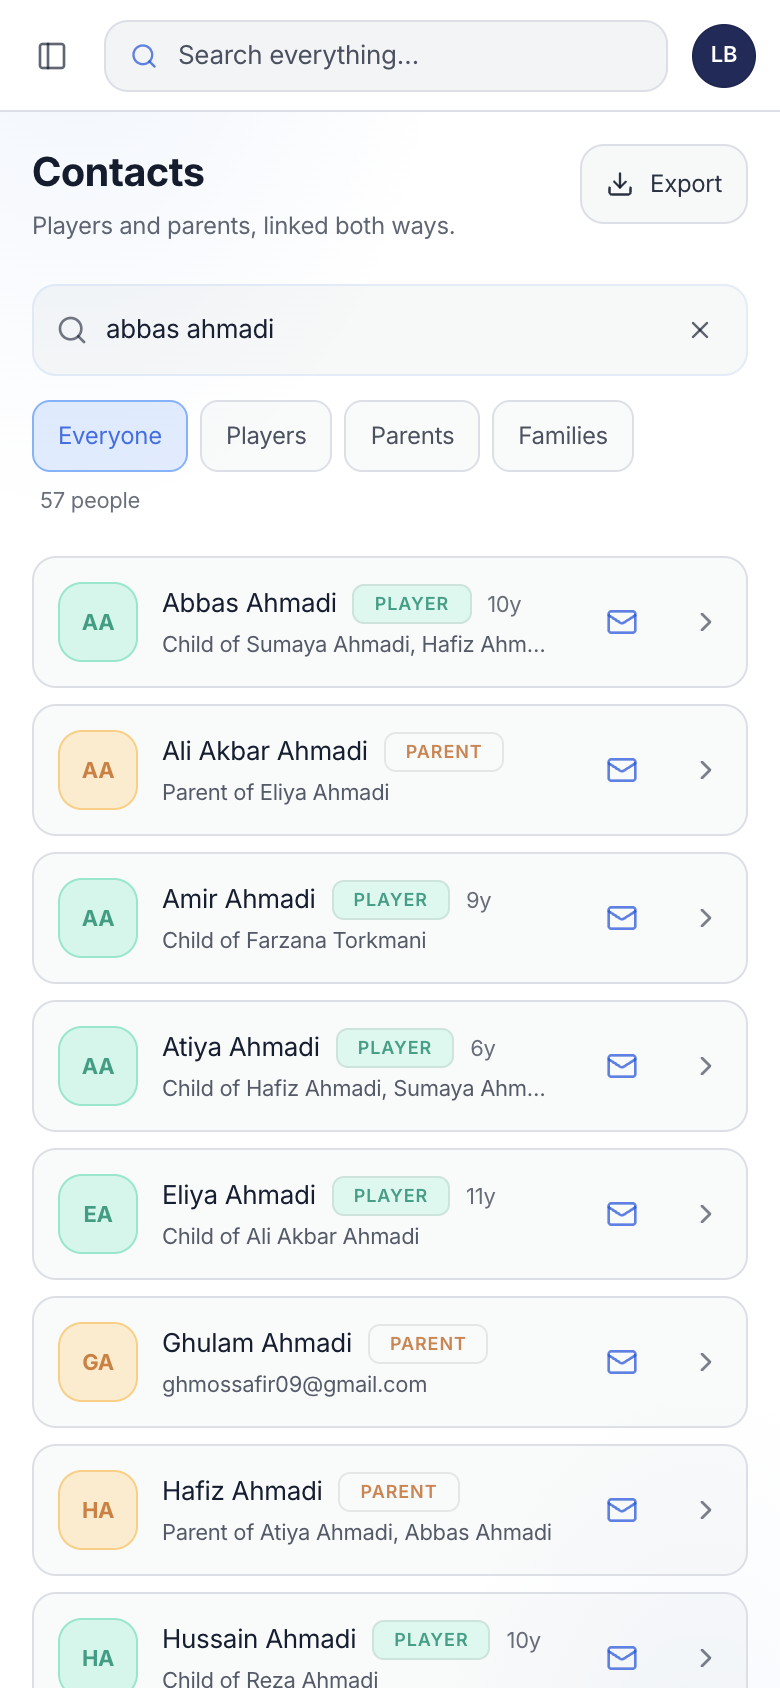 Search everything...
LB
Contacts
Export
Players and parents, linked both ways.
abbas ahmadi
Everyone
Players
Parents
Families
57 people
AA
Abbas Ahmadi
PLAYER
10y
Child of Sumaya Ahmadi, Hafiz Ahm...
AA
Ali Akbar Ahmadi
PARENT
Parent of Eliya Ahmadi
AA
Amir Ahmadi
PLAYER
9y
Child of Farzana Torkmani
AA
Atiya Ahmadi
PLAYER
6y
Child of Hafiz Ahmadi, Sumaya Ahm...
EA
Eliya Ahmadi
PLAYER
11y
Child of Ali Akbar Ahmadi
GA
Ghulam Ahmadi
PARENT
ghmossafir09@gmail.com
HA
Hafiz Ahmadi
PARENT
Parent of Atiya Ahmadi, Abbas Ahmadi
HA
Hussain Ahmadi
PLAYER
10y
Child of Reza Ahmadi